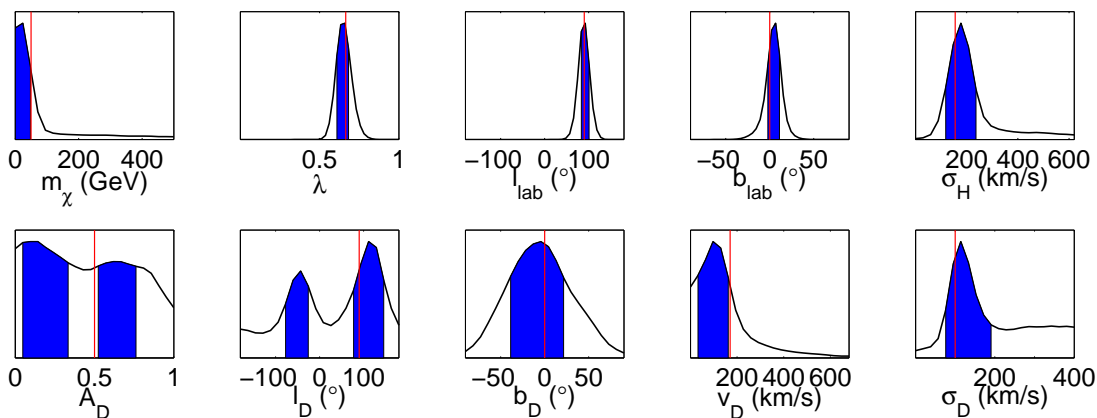 0 200 400
m_χ (GeV)
0.5 1
λ
−100 0 100
l_lab (°)
−50 0 50
b_lab (°)
200 400 600
σ_H (km/s)
0 0.5 1
A_D
−100 0 100
l_D (°)
−50 0 50
b_D (°)
200 400 600
v_D (km/s)
0 200 400
σ_D (km/s)